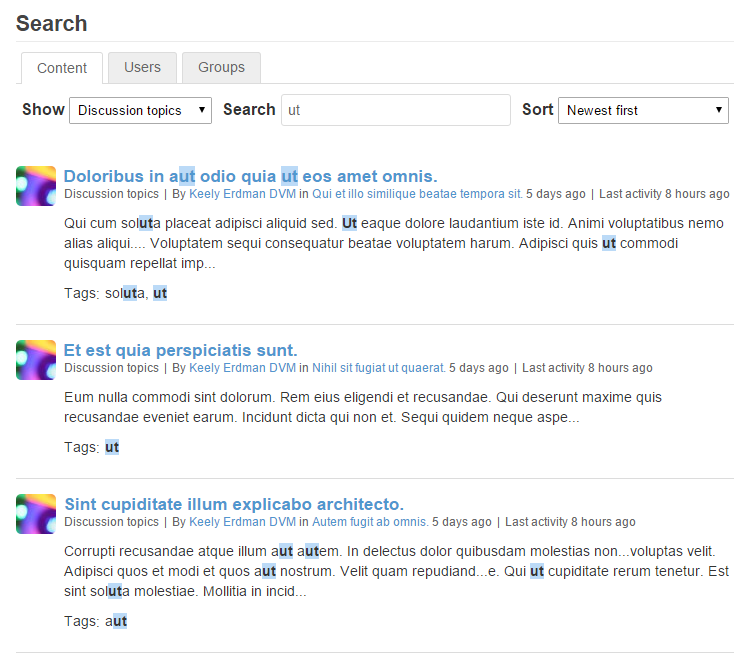 Search
Content Users Groups
Show Discussion topics Search ut Sort Newest first
Doloribus in aut odio quia ut eos amet omnis.
Discussion topics | By Keely Erdman DVM in Qui et illo similique beatae tempora sit. 5 days ago | Last activity 8 hours ago
Qui cum soluta placeat adipisci aliquid sed. Ut eaque dolore laudantium iste id. Animi voluptatibus nemo
alias aliqui.... Voluptatem sequi consequatur beatae voluptatem harum. Adipisci quis ut commodi
quisquam repellat imp...
Tags: soluta, ut
Et est quia perspiciatis sunt.
Discussion topics | By Keely Erdman DVM in Nihil sit fugiat ut quaerat. 5 days ago | Last activity 8 hours ago
Eum nulla commodi sint dolorum. Rem eius eligendi et recusandae. Qui deserunt maxime quis
recusandae eveniet earum. Incidunt dicta qui non et. Sequi quidem neque aspe...
Tags: ut
Sint cupiditate illum explicabo architecto.
Discussion topics | By Keely Erdman DVM in Autem fugit ab omnis. 5 days ago | Last activity 8 hours ago
Corrupti recusandae atque illum aut autem. In delectus dolor quibusdam molestias non...voluptas velit.
Adipisci quos et modi et quos aut nostrum. Velit quam repudiand...e. Qui ut cupiditate rerum tenetur. Est
sint soluta molestiae. Mollitia in incid...
Tags: aut